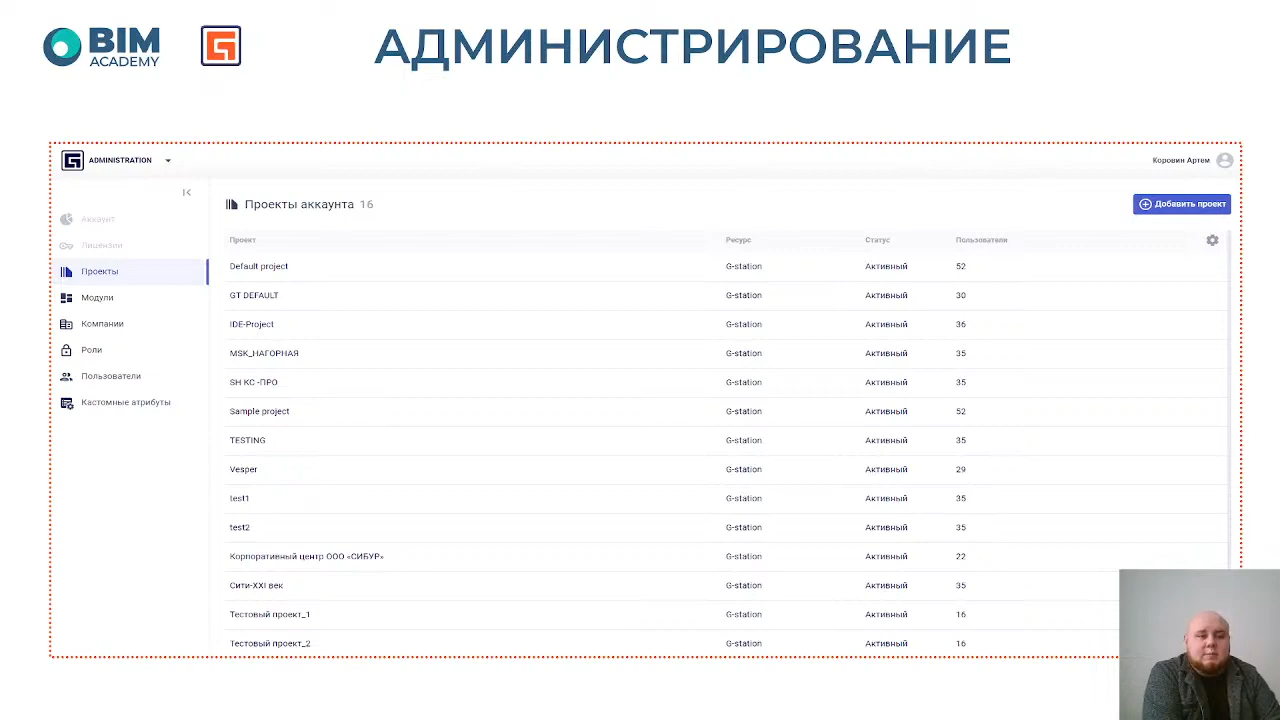 BIM
ACADEMY
АДМИНИСТРИРОВАНИЕ
ADMINISTRATION
Коровин Артем
Аккаунт
Лицензии
Проекты
Модули
Компании
Роли
Пользователи
Кастомные атрибуты
Проекты аккаунта 16
Добавить проект
Проект Ресурс Статус Пользователи
Default project G-station Активный 52
GT DEFAULT G-station Активный 30
IDE-Project G-station Активный 36
MSK_НАГОРНАЯ G-station Активный 35
SH КС -ПРО G-station Активный 35
Sample project G-station Активный 52
TESTING G-station Активный 35
Vesper G-station Активный 29
test1 G-station Активный 35
test2 G-station Активный 35
Корпоративный центр ООО «СИБУР» G-station Активный 22
Сити-XXI век G-station Активный 35
Тестовый проект_1 G-station Активный 16
Тестовый проект_2 G-station Активный 16